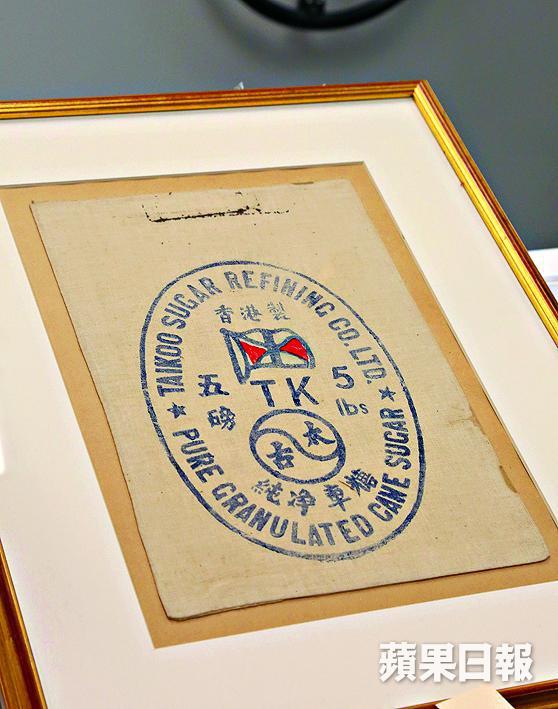 TAIKOO SUGAR REFINING CO. LTD.
香港製
TK
五磅
5 lbs
太古
純淨車糖
PURE GRANULATED CANE SUGAR
蘋果日報